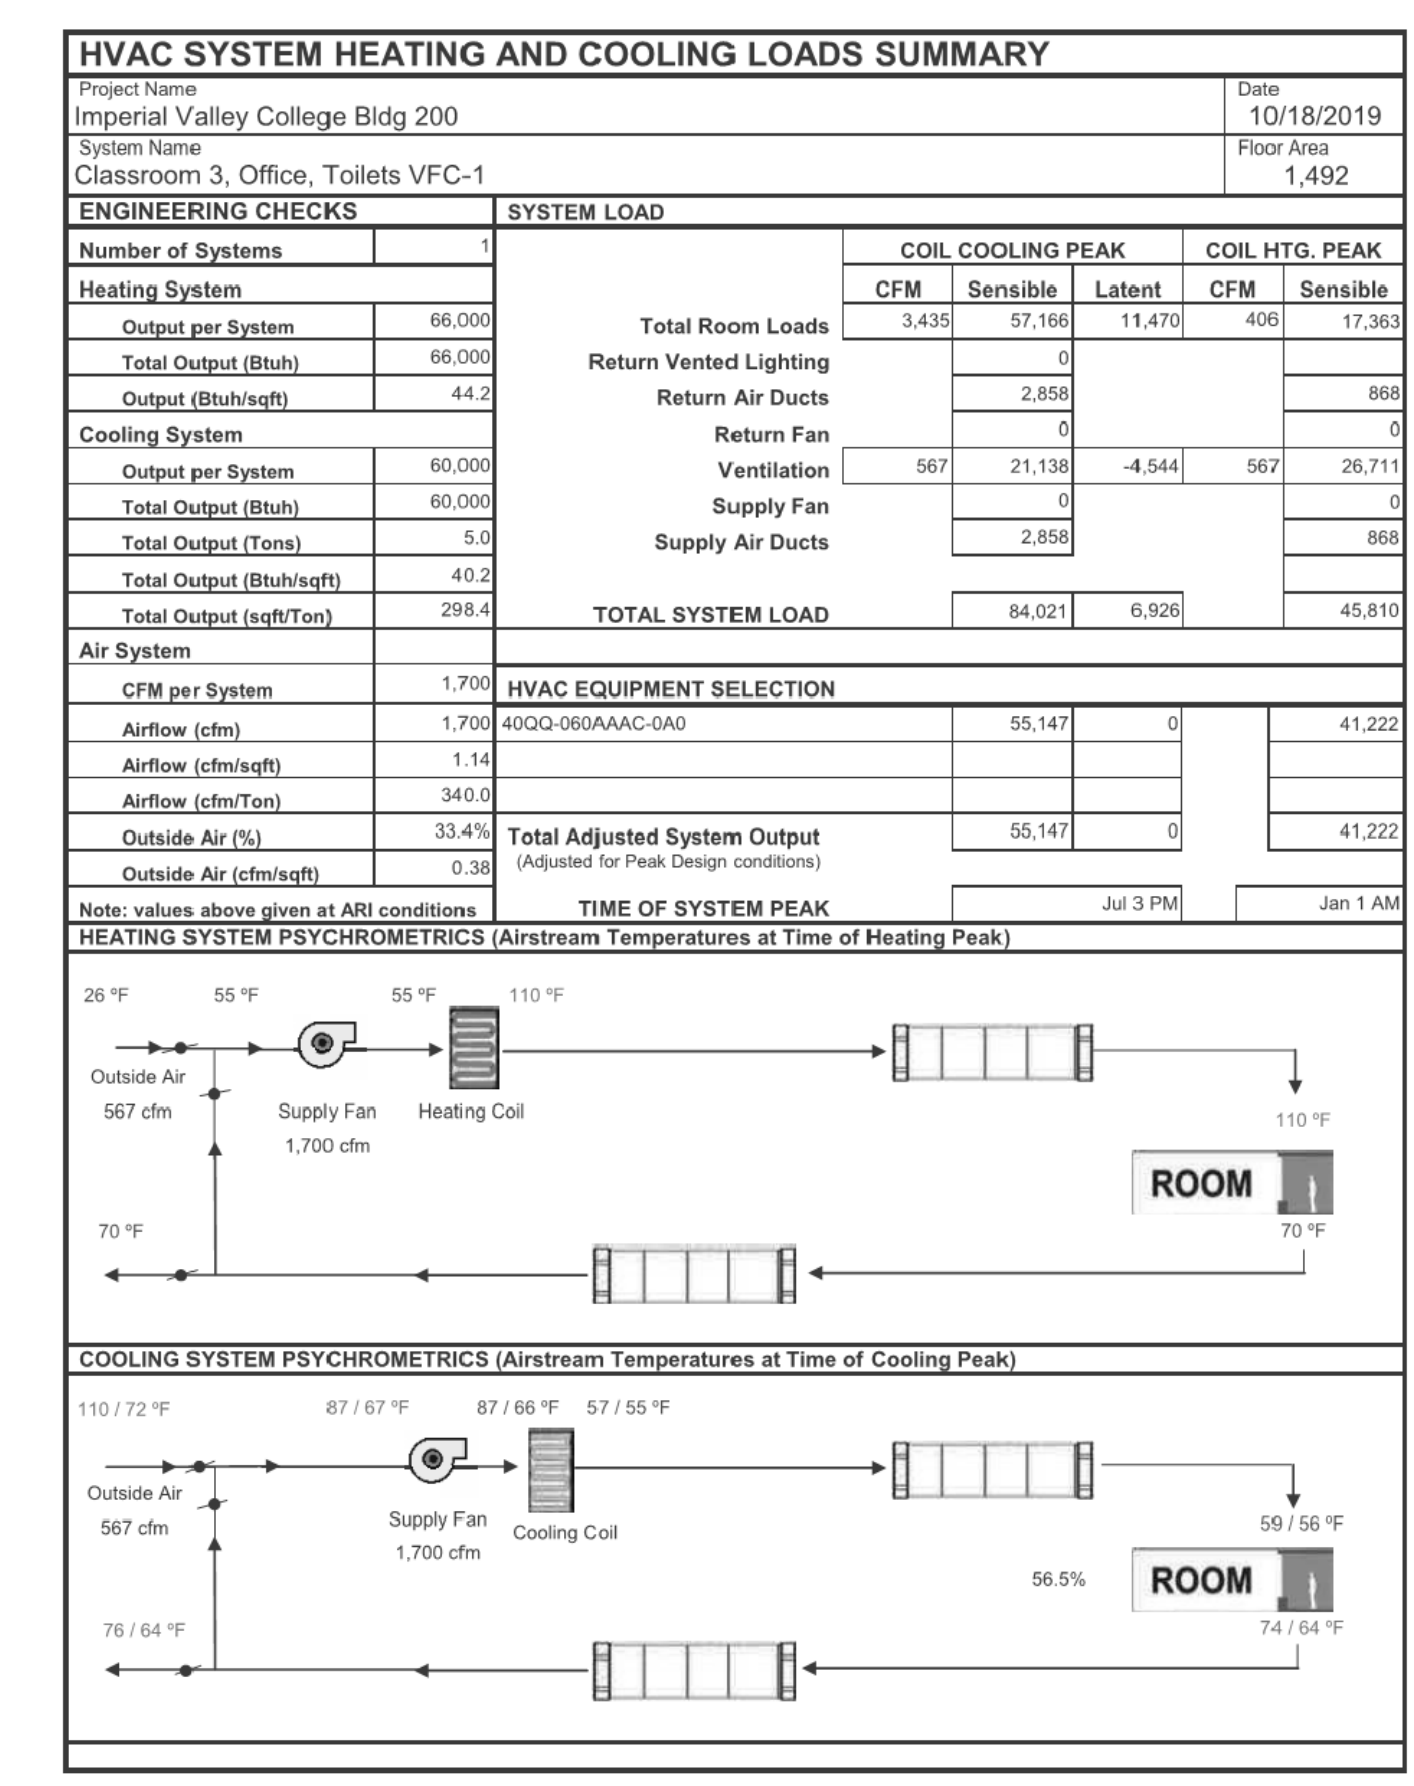 HVAC SYSTEM HEATING AND COOLING LOADS SUMMARY
Project Name Date
Imperial Valley College Bldg 200 10/18/2019
System Name Floor Area
Classroom 3, Office, Toilets VFC-1 1,492
ENGINEERING CHECKS SYSTEM LOAD
Number of Systems 1 COIL COOLING PEAK COIL HTG. PEAK
Heating System CFM Sensible Latent CFM Sensible
Output per System 66,000 Total Room Loads 3,435 57,166 11,470 406 17,363
Total Output (Btuh) 66,000 Return Vented Lighting 0
Output (Btuh/sqft) 44.2 Return Air Ducts 2,858 868
Cooling System Return Fan 0 0
Output per System 60,000 Ventilation 567 21,138 -4,544 567 26,711
Total Output (Btuh) 60,000 Supply Fan 0 0
Total Output (Tons) 5.0 Supply Air Ducts 2,858 868
Total Output (Btuh/sqft) 40.2
Total Output (sqft/Ton) 298.4 TOTAL SYSTEM LOAD 84,021 6,926 45,810
Air System
CFM per System 1,700 HVAC EQUIPMENT SELECTION
Airflow (cfm) 1,700 40QQ-060AAAC-0A0 55,147 0 41,222
Airflow (cfm/sqft) 1.14
Airflow (cfm/Ton) 340.0
Outside Air (%) 33.4% Total Adjusted System Output 55,147 0 41,222
(Adjusted for Peak Design conditions)
Outside Air (cfm/sqft) 0.38
Note: values above given at ARI conditions TIME OF SYSTEM PEAK Jul 3 PM Jan 1 AM
HEATING SYSTEM PSYCHROMETRICS (Airstream Temperatures at Time of Heating Peak)
26 ºF 55 ºF 55 ºF 110 ºF
Outside Air
567 cfm Supply Fan Heating Coil
110 ºF
1,700 cfm
ROOM
70 ºF 70 ºF
COOLING SYSTEM PSYCHROMETRICS (Airstream Temperatures at Time of Cooling Peak)
110 / 72 ºF 87 / 67 ºF 87 / 66 ºF 57 / 55 ºF
Outside Air
567 cfm Supply Fan Cooling Coil 59 / 56 ºF
1,700 cfm
56.5% ROOM
76 / 64 ºF 74 / 64 ºF